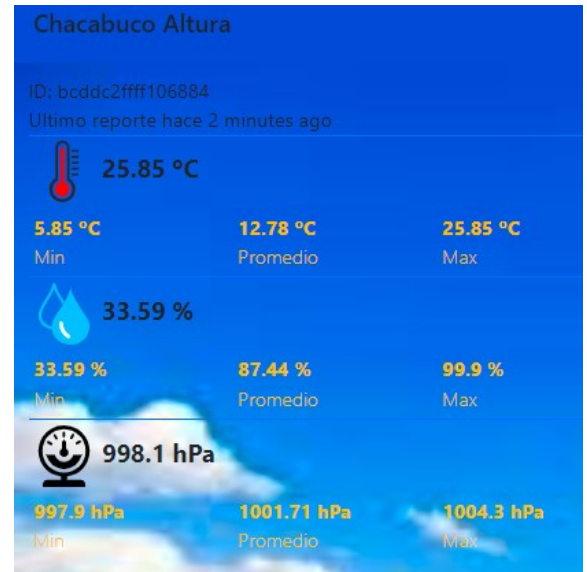 Chacabuco Altura
ID: bcddc2ffff106884
Ultimo reporte hace 2 minutes ago
25.85 ºC
5.85 ºC 12.78 ºC 25.85 ºC
Min Promedio Max
33.59 %
33.59 % 87.44 % 99.9 %
Min Promedio Max
998.1 hPa
997.9 hPa 1001.71 hPa 1004.3 hPa
Min Promedio Max